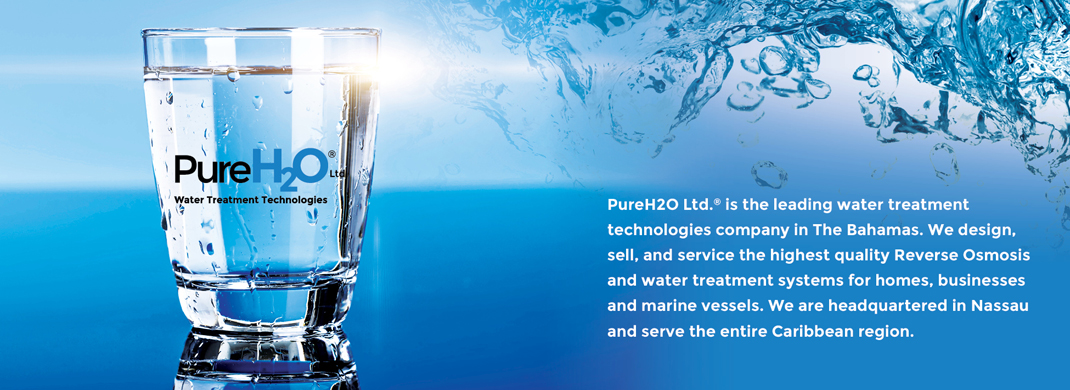 PureH2O® Ltd.
Water Treatment Technologies
PureH2O Ltd.® is the leading water treatment
technologies company in The Bahamas. We design,
sell, and service the highest quality Reverse Osmosis
and water treatment systems for homes, businesses
and marine vessels. We are headquartered in Nassau
and serve the entire Caribbean region.